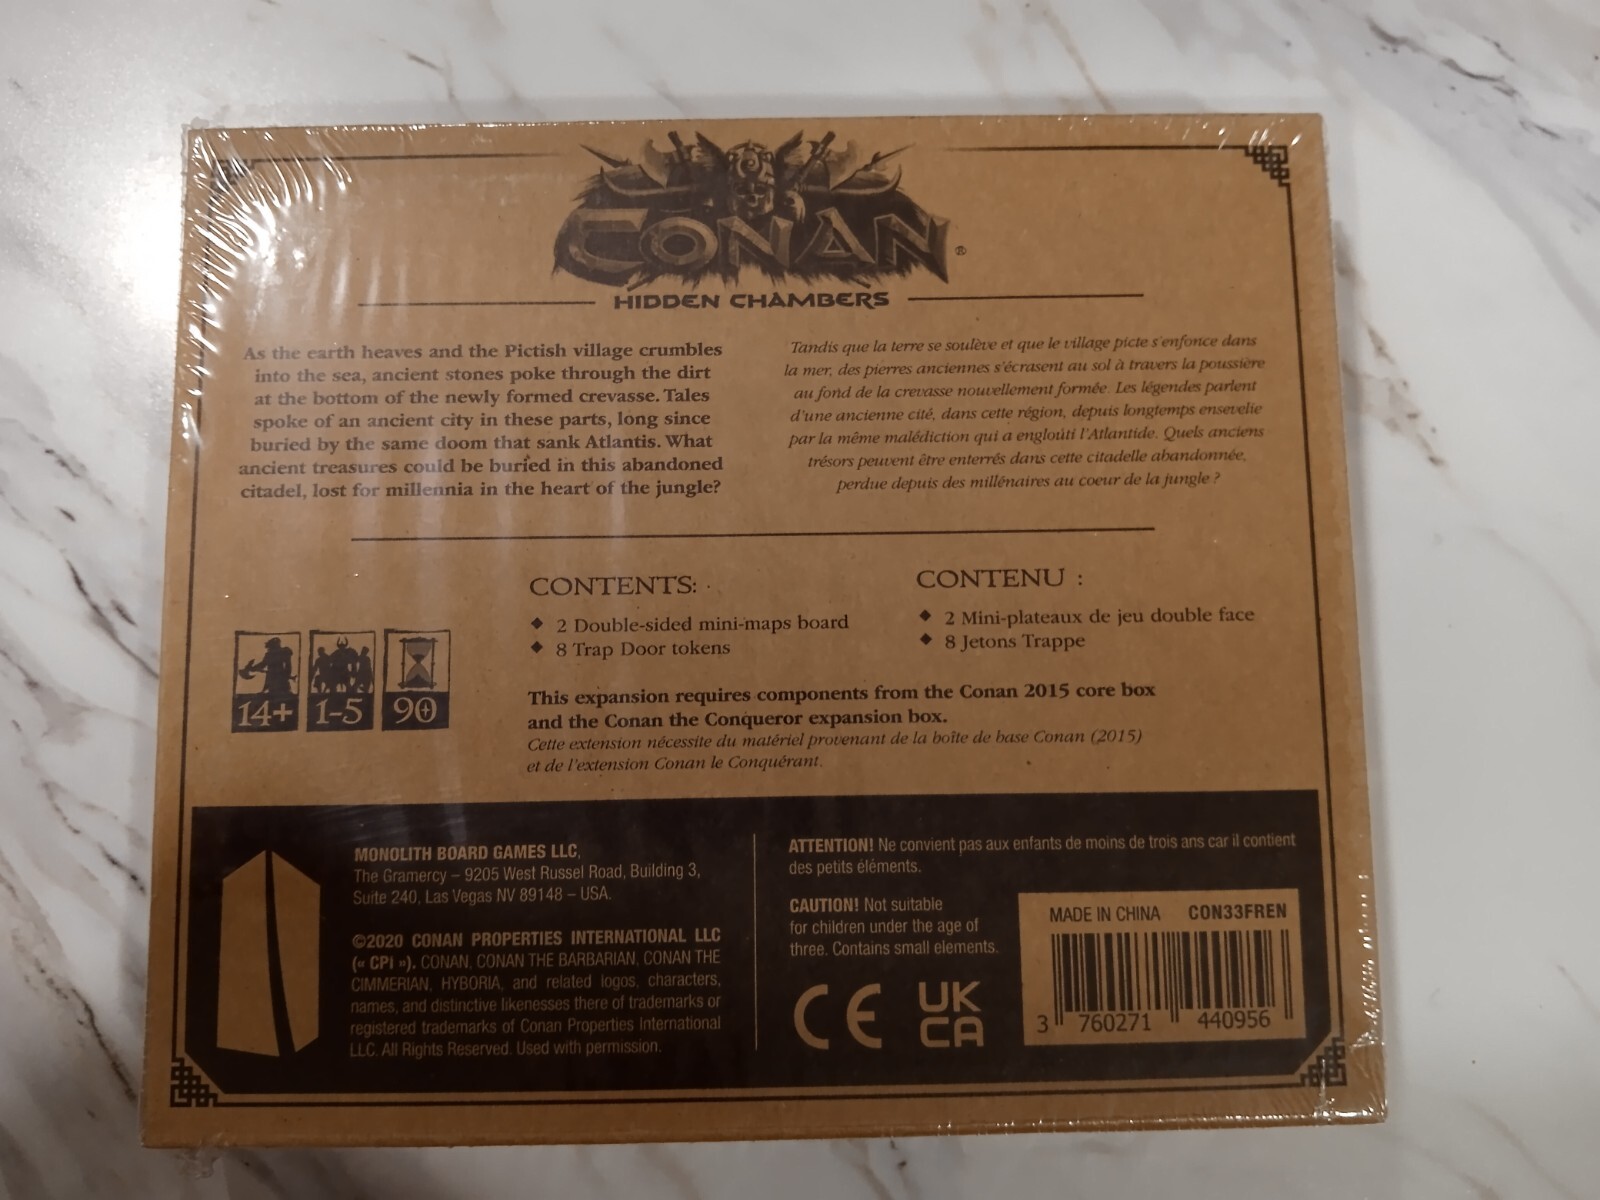 CONAN®
HIDDEN CHAMBERS
As the earth heaves and the Pictish village crumbles
into the sea, ancient stones poke through the dirt
at the bottom of the newly formed crevasse. Tales
spoke of an ancient city in these parts, long since
buried by the same doom that sank Atlantis. What
ancient treasures could be buried in this abandoned
citadel, lost for millennia in the heart of the jungle?
Tandis que la terre se soulève et que le village picte s'enfonce dans
la mer, des pierres anciennes s'écrasent au sol à travers la poussière
au fond de la crevasse nouvellement formée. Les légendes parlent
d'une ancienne cité, dans cette région, depuis longtemps ensevelie
par la même malédiction qui a engloûti l'Atlantide. Quels anciens
trésors peuvent être enterrés dans cette citadelle abandonnée,
perdue depuis des millénaires au coeur de la jungle ?
14+ 1-5 90
CONTENTS:
◆ 2 Double-sided mini-maps board
◆ 8 Trap Door tokens
CONTENU :
◆ 2 Mini-plateaux de jeu double face
◆ 8 Jetons Trappe
This expansion requires components from the Conan 2015 core box
and the Conan the Conqueror expansion box.
Cette extension nécessite du matériel provenant de la boîte de base Conan (2015)
et de l'extension Conan le Conquérant.
MONOLITH BOARD GAMES LLC,
The Gramercy – 9205 West Russel Road, Building 3,
Suite 240, Las Vegas NV 89148 – USA.
©2020 CONAN PROPERTIES INTERNATIONAL LLC
(« CPI »). CONAN, CONAN THE BARBARIAN, CONAN THE
CIMMERIAN, HYBORIA, and related logos, characters,
names, and distinctive likenesses there of trademarks or
registered trademarks of Conan Properties International
LLC. All Rights Reserved. Used with permission.
ATTENTION! Ne convient pas aux enfants de moins de trois ans car il contient
des petits éléments.
CAUTION! Not suitable
for children under the age of
three. Contains small elements.
CE UK
CA
MADE IN CHINA CON33FREN
3 760271 440956